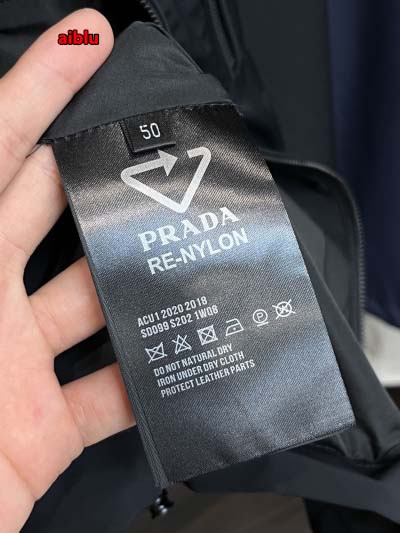 aiblu
50
PRADA
RE-NYLON
ACU1 2020 2018
SD099 S202 1W08
DO NOT NATURAL DRY
IRON UNDER DRY CLOTH
PROTECT LEATHER PARTS